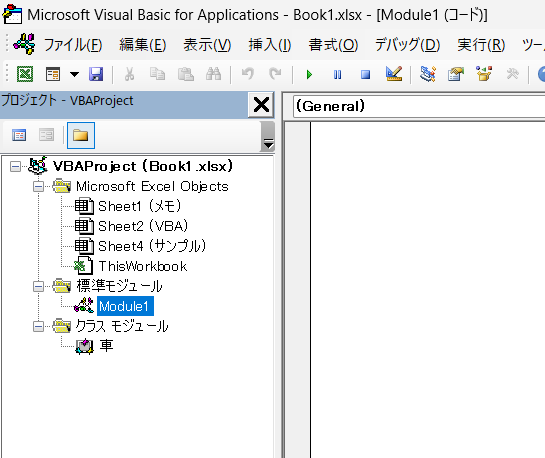 Microsoft Visual Basic for Applications - Book1.xlsx - [Module1 (コード)]
ファイル(F) 編集(E) 表示(V) 挿入(I) 書式(O) デバッグ(D) 実行(R) ツー
プロジェクト - VBAProject
(General)
VBAProject (Book1.xlsx)
Microsoft Excel Objects
Sheet1 (メモ)
Sheet2 (VBA)
Sheet4 (サンプル)
ThisWorkbook
標準モジュール
Module1
クラス モジュール
車